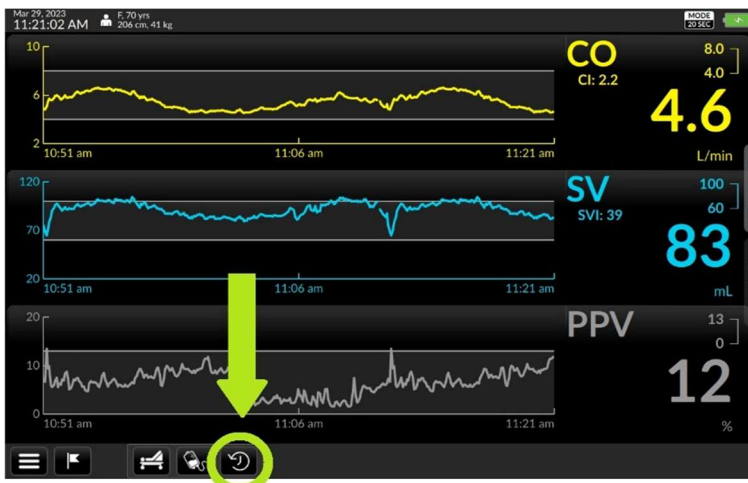 Mar 29, 2023
11:21:02 AM
F, 70 yrs
206 cm, 41 kg
MODE
20 SEC
10
6
2
10:51 am 11:06 am 11:21 am
CO
CI: 2.2
8.0
4.0
4.6
L/min
120
70
20
10:51 am 11:06 am 11:21 am
SV
SVI: 39
100
60
83
mL
20
10
0
10:51 am 11:06 am 11:21 am
PPV
13
0
12
%